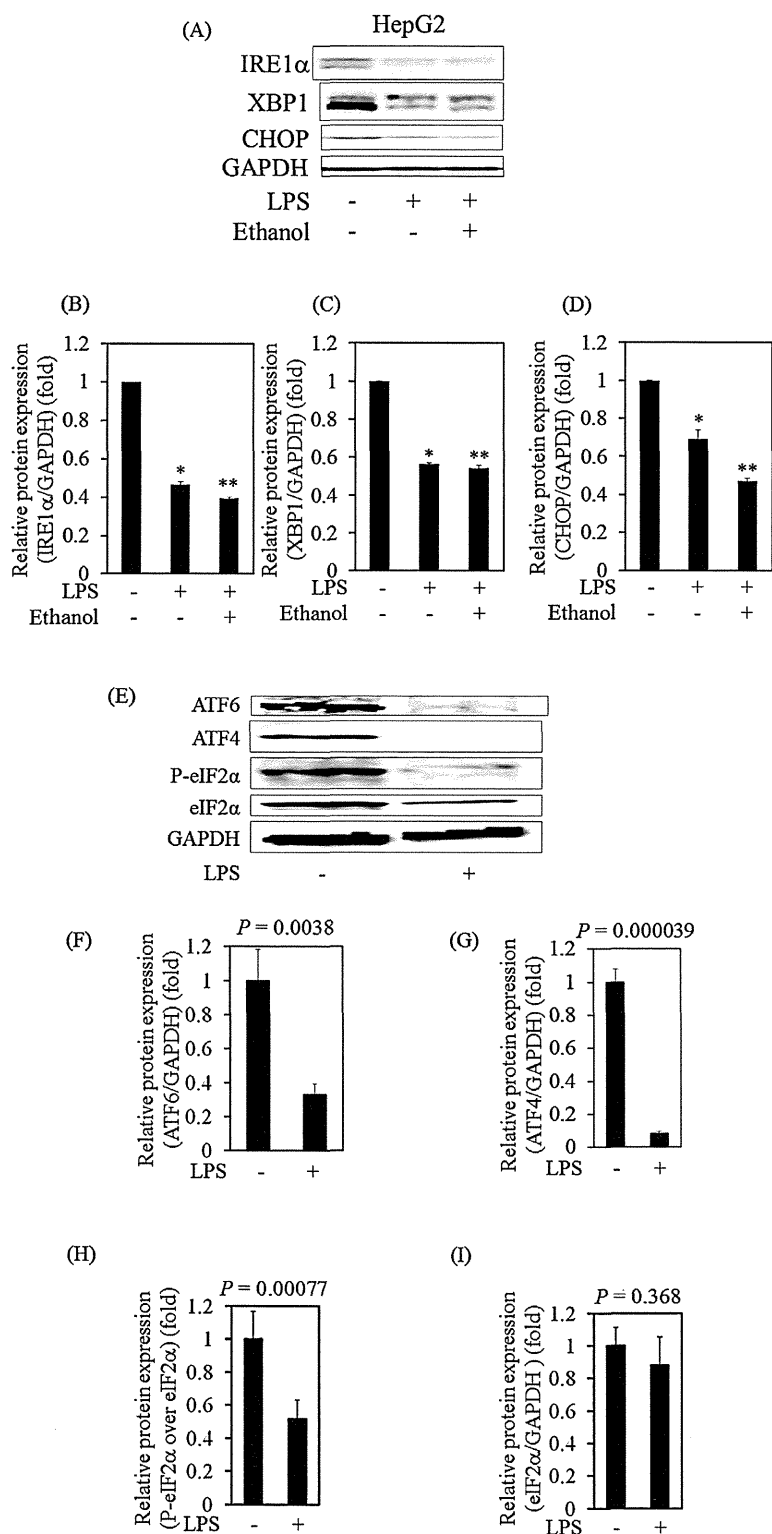 (A)
HepG2
IRE1α
XBP1
CHOP
GAPDH
LPS - + +
Ethanol - - +
(B)
Relative protein expression
(IRE1α/GAPDH) (fold)
1.2
1
0.8
0.6
0.4
0.2
0
*
**
LPS - + +
Ethanol - - +
(C)
Relative protein expression
(XBP1/GAPDH) (fold)
1.2
1
0.8
0.6
0.4
0.2
0
*
**
LPS - + +
Ethanol - - +
(D)
Relative protein expression
(CHOP/GAPDH) (fold)
1.2
1
0.8
0.6
0.4
0.2
0
*
**
LPS - + +
Ethanol - - +
(E)
ATF6
ATF4
P-eIF2α
eIF2α
GAPDH
LPS - +
(F)
P = 0.0038
Relative protein expression
(ATF6/GAPDH) (fold)
1.2
1
0.8
0.6
0.4
0.2
0
LPS - +
(G)
P = 0.000039
Relative protein expression
(ATF4/GAPDH) (fold)
1.2
1
0.8
0.6
0.4
0.2
0
LPS - +
(H)
P = 0.00077
Relative protein expression
(P-eIF2α over eIF2α) (fold)
1.2
1
0.8
0.6
0.4
0.2
0
LPS - +
(I)
P = 0.368
Relative protein expression
(eIF2α/GAPDH ) (fold)
1.2
1
0.8
0.6
0.4
0.2
0
LPS - +